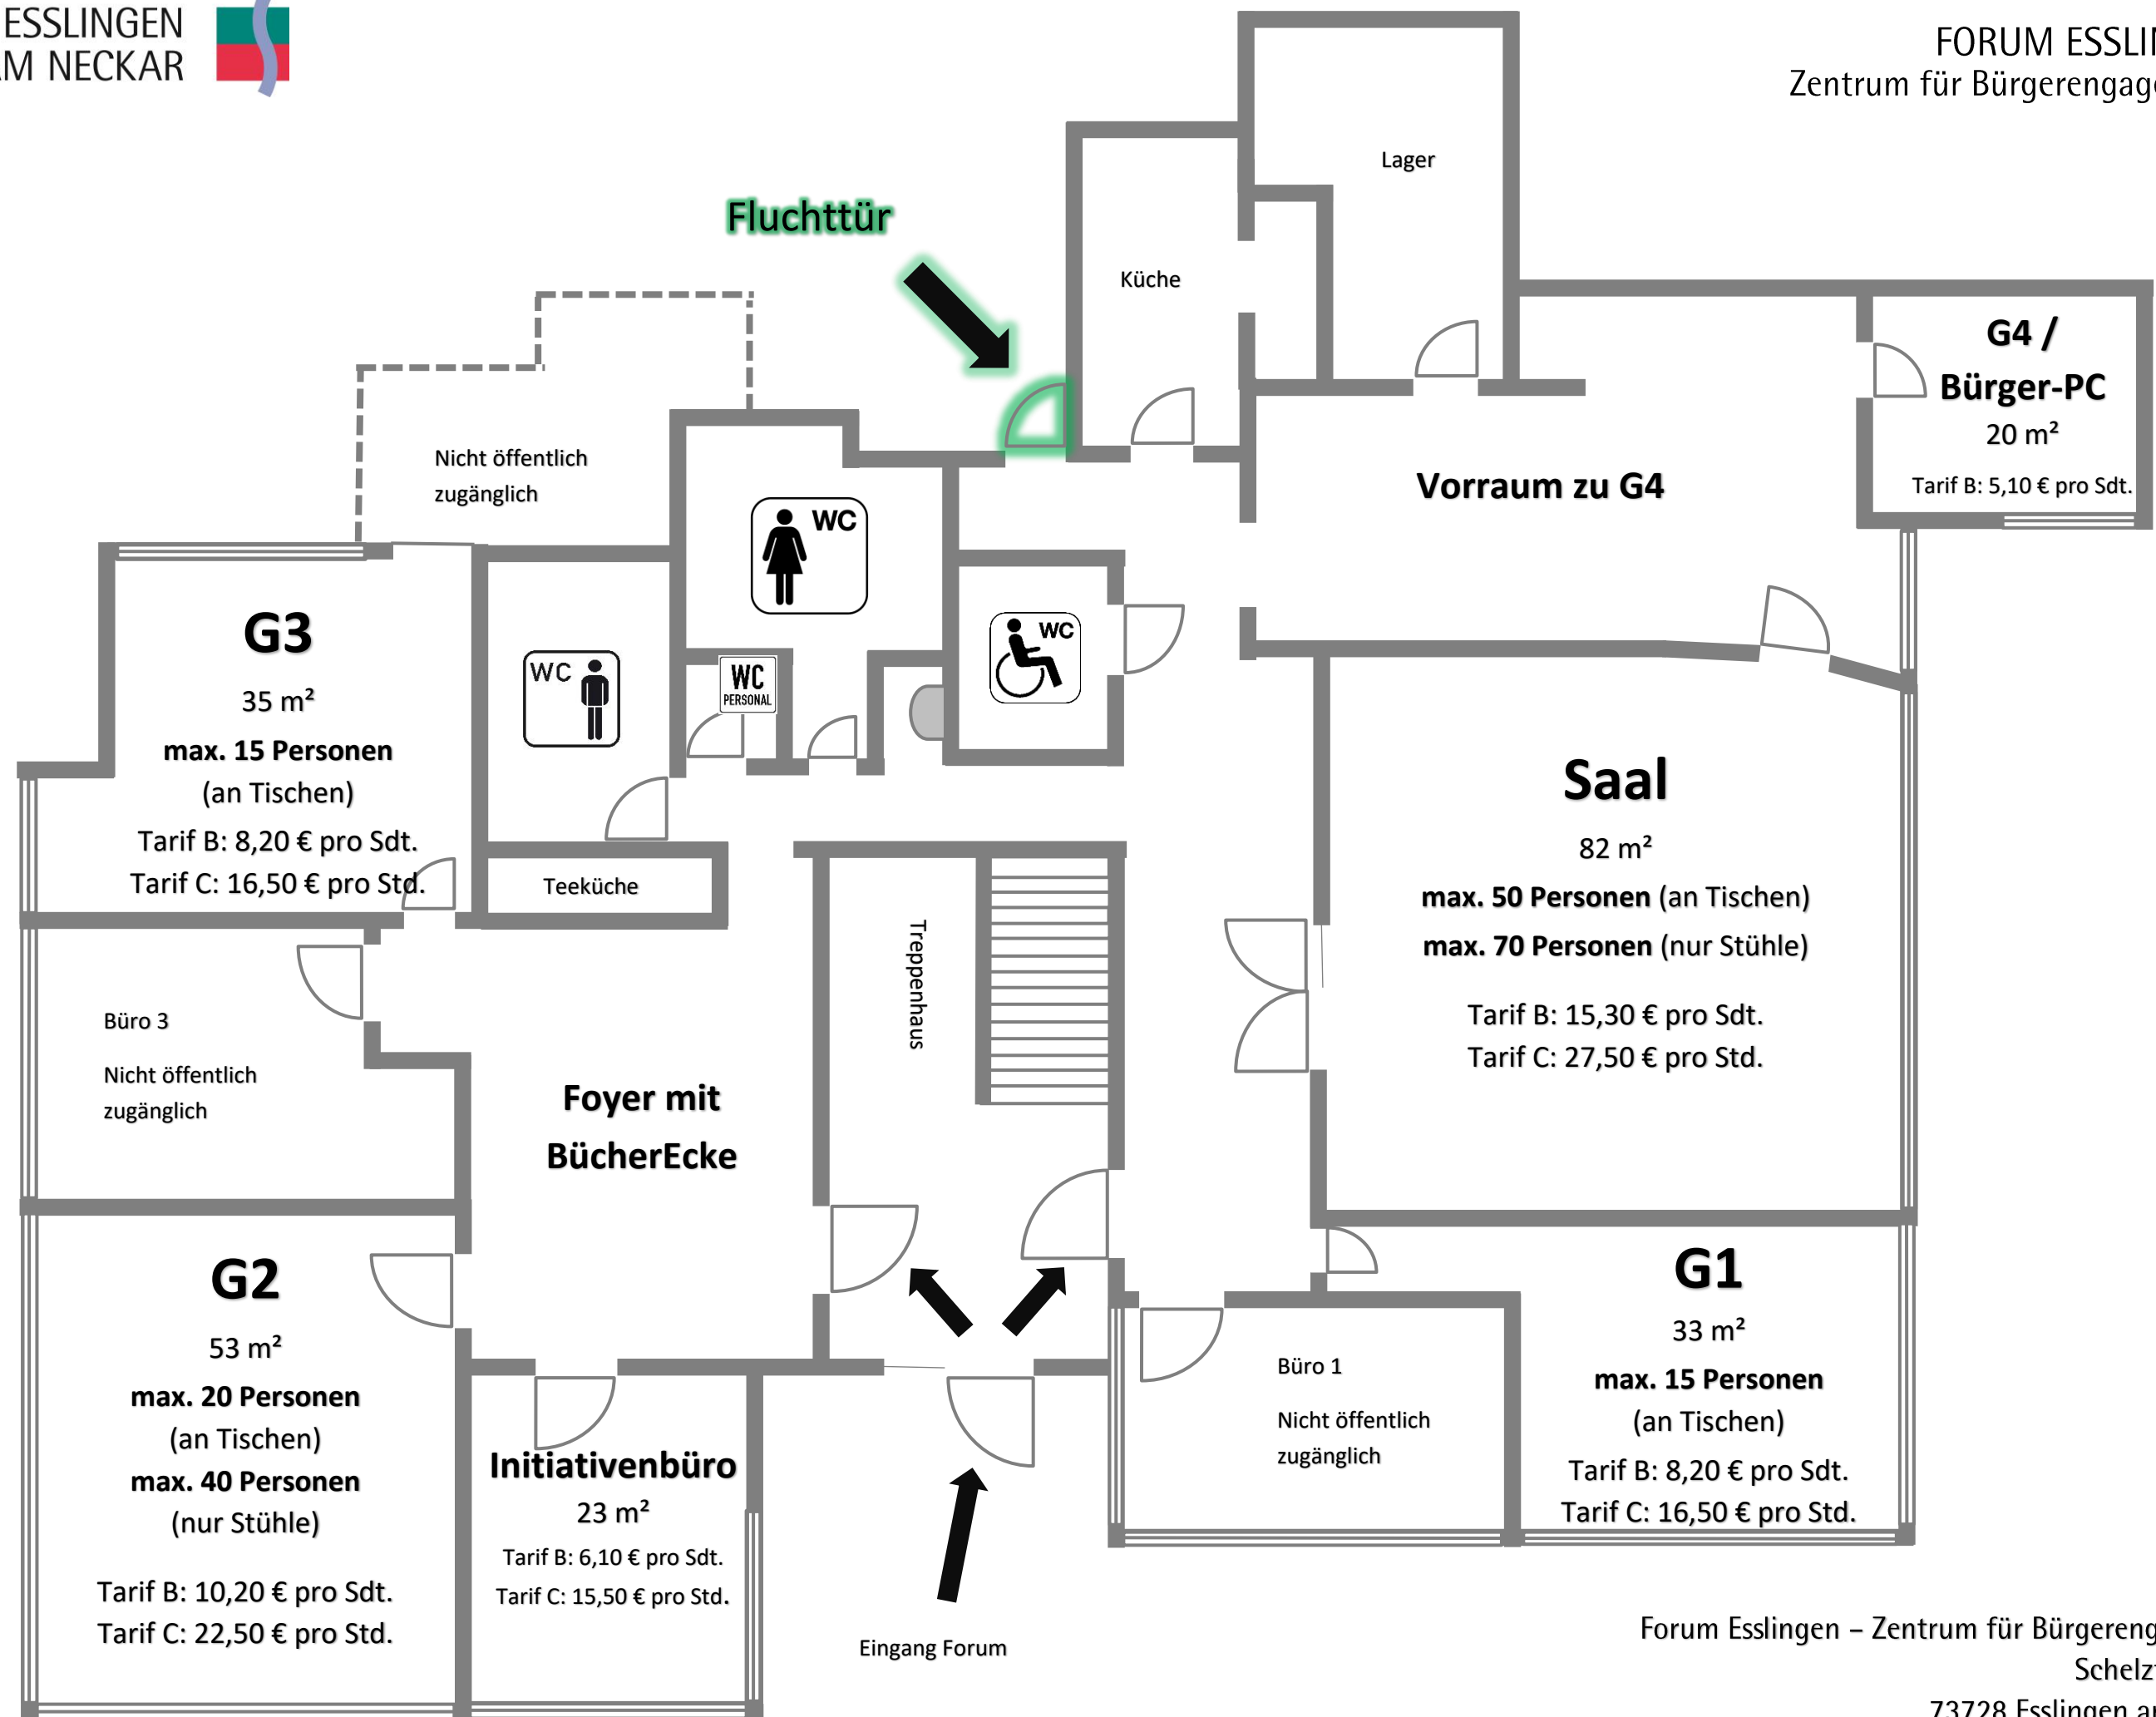 ESSLINGEN
AM NECKAR
FORUM ESSLIN
Zentrum für Bürgerengage
Lager
Fluchttür
Küche
G4 /
Bürger-PC
20 m²
Tarif B: 5,10 € pro Sdt.
Nicht öffentlich
zugänglich
Vorraum zu G4
WC
G3
35 m²
max. 15 Personen
(an Tischen)
Tarif B: 8,20 € pro Sdt.
Tarif C: 16,50 € pro Std.
WC
WC
PERSONAL
WC
Teeküche
Treppenhaus
Saal
82 m²
max. 50 Personen (an Tischen)
max. 70 Personen (nur Stühle)
Tarif B: 15,30 € pro Sdt.
Tarif C: 27,50 € pro Std.
Büro 3
Nicht öffentlich
zugänglich
Foyer mit
BücherEcke
G2
53 m²
max. 20 Personen
(an Tischen)
max. 40 Personen
(nur Stühle)
Tarif B: 10,20 € pro Sdt.
Tarif C: 22,50 € pro Std.
Initiativenbüro
23 m²
Tarif B: 6,10 € pro Sdt.
Tarif C: 15,50 € pro Std.
Eingang Forum
Büro 1
Nicht öffentlich
zugänglich
G1
33 m²
max. 15 Personen
(an Tischen)
Tarif B: 8,20 € pro Sdt.
Tarif C: 16,50 € pro Std.
Forum Esslingen – Zentrum für Bürgereng
Schelzt
73728 Esslingen a